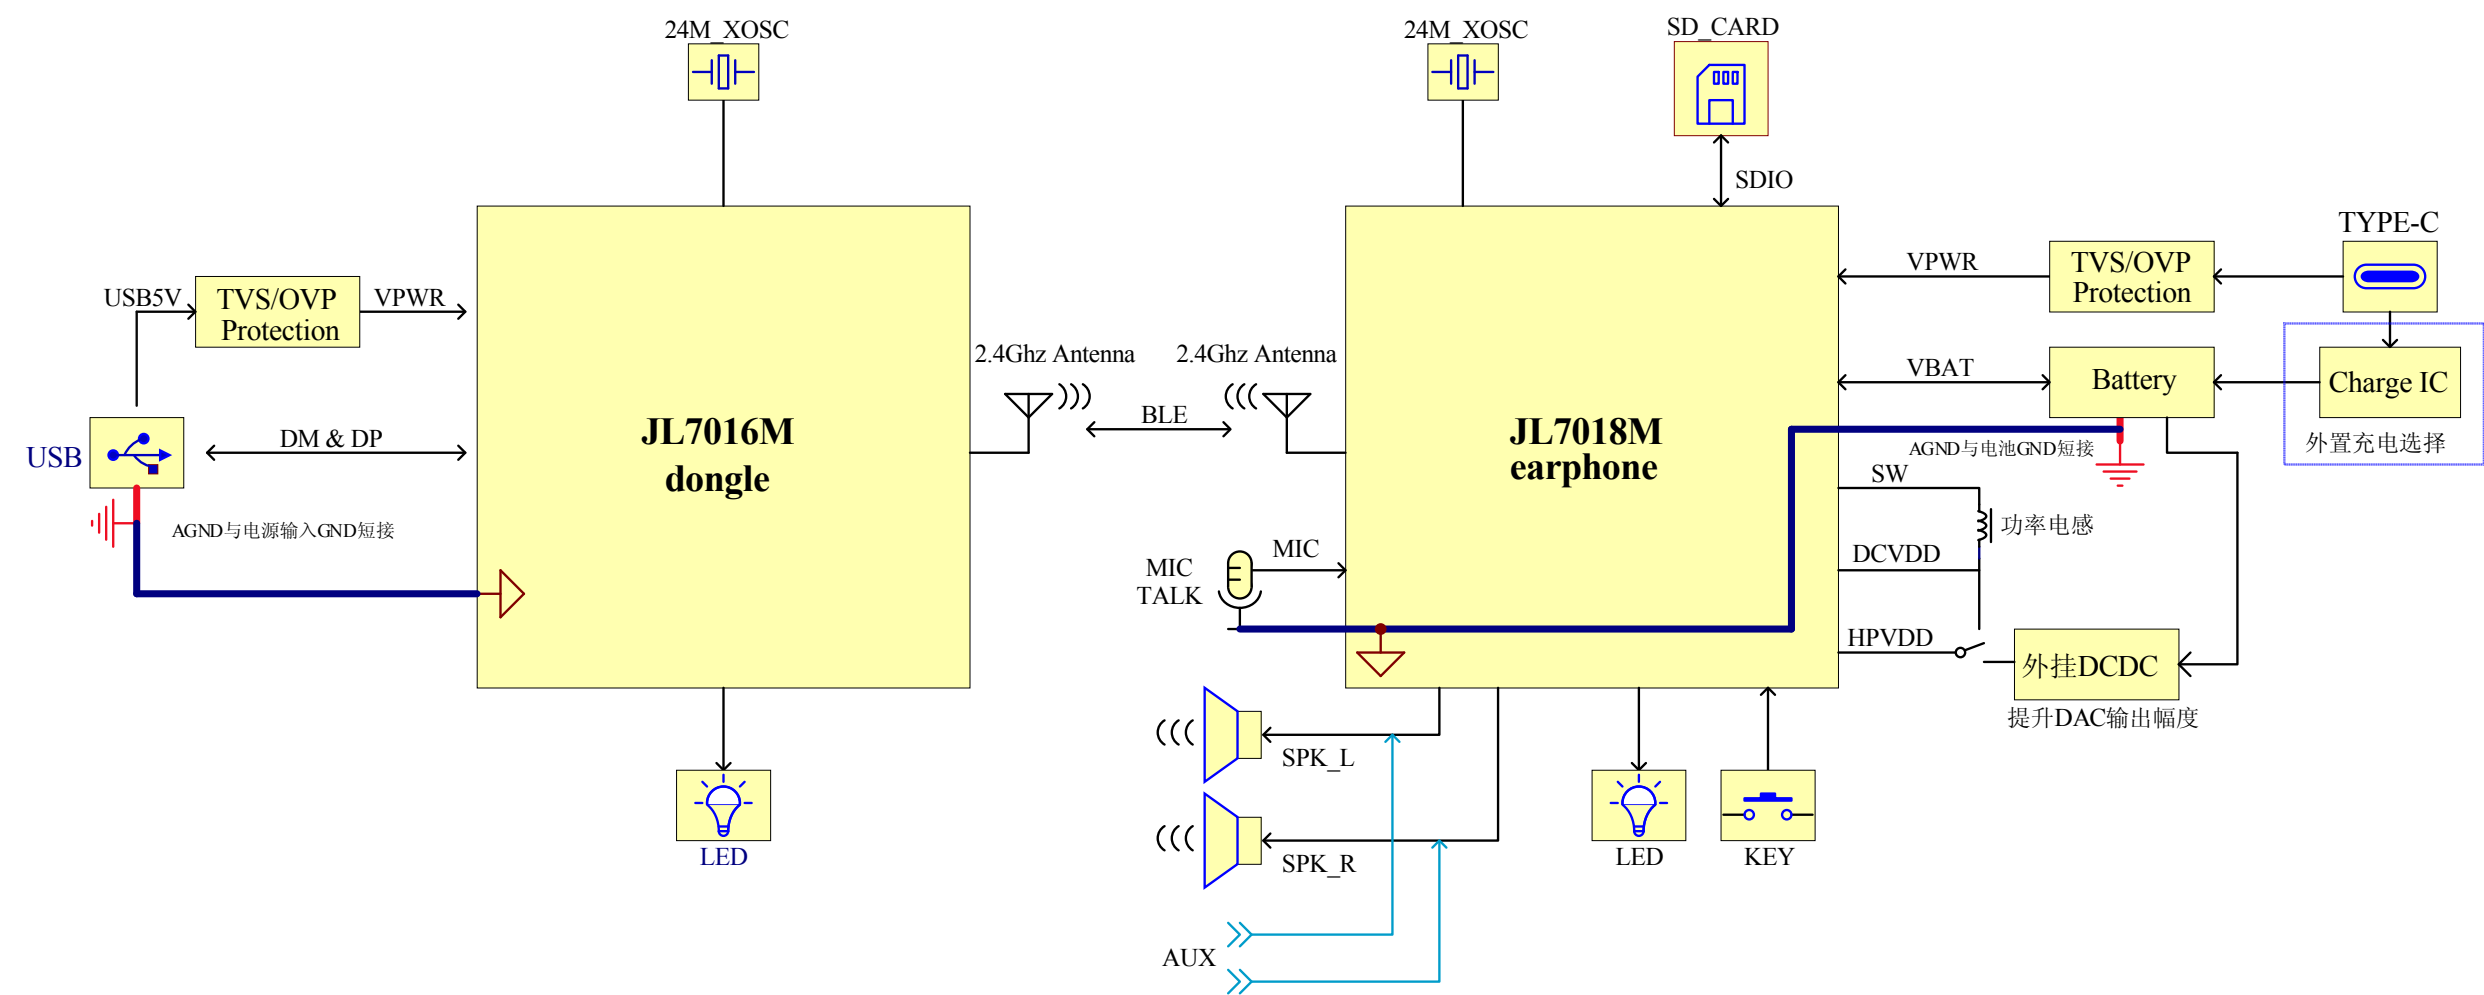 24M_XOSC
24M_XOSC
SD_CARD
SDIO
TYPE-C
USB5V
TVS/OVP
Protection
VPWR
VPWR
TVS/OVP
Protection
2.4Ghz Antenna
2.4Ghz Antenna
BLE
VBAT
Battery
Charge IC
外置充电选择
USB
DM & DP
JL7016M
dongle
JL7018M
earphone
AGND与电池GND短接
SW
AGND与电源输入GND短接
功率电感
MIC
TALK
MIC
DCVDD
HPVDD
外挂DCDC
提升DAC输出幅度
SPK_L
SPK_R
LED
LED
KEY
AUX